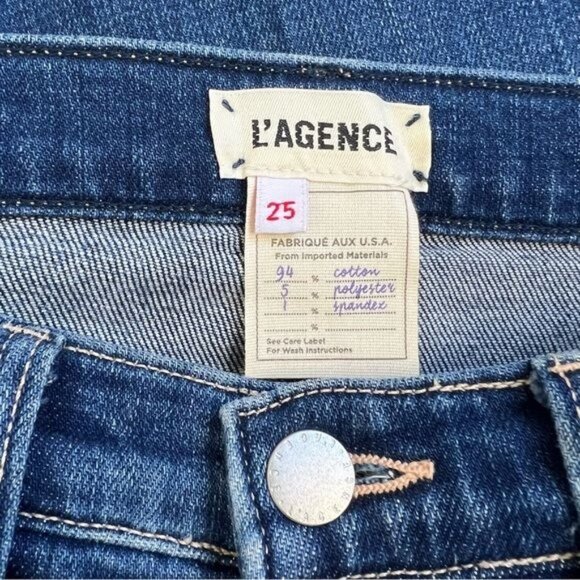 L'AGENCE
25
FABRIQUÉ AUX U.S.A.
From Imported Materials
94 % cotton
5 % polyester
1 % spandex
%
See Care Label
For Wash Instructions